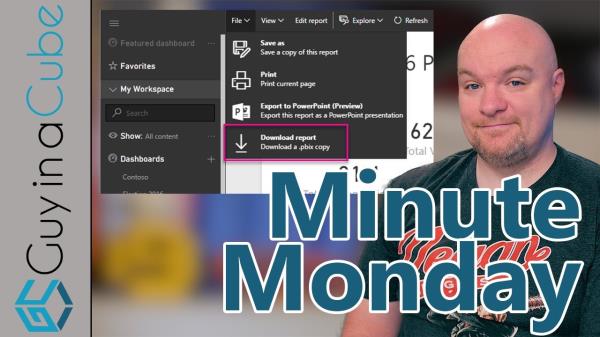 Guy in a Cube
File
View
Edit report
Explore
Refresh
Featured dashboard
Favorites
My Workspace
Search
Show: All content
Dashboards
Contoso
Save as
Save a copy of this report
Print
Print current page
Export to PowerPoint (Preview)
Export this report as a PowerPoint presentation
Download report
Download a .pbix copy
Minute
Monday